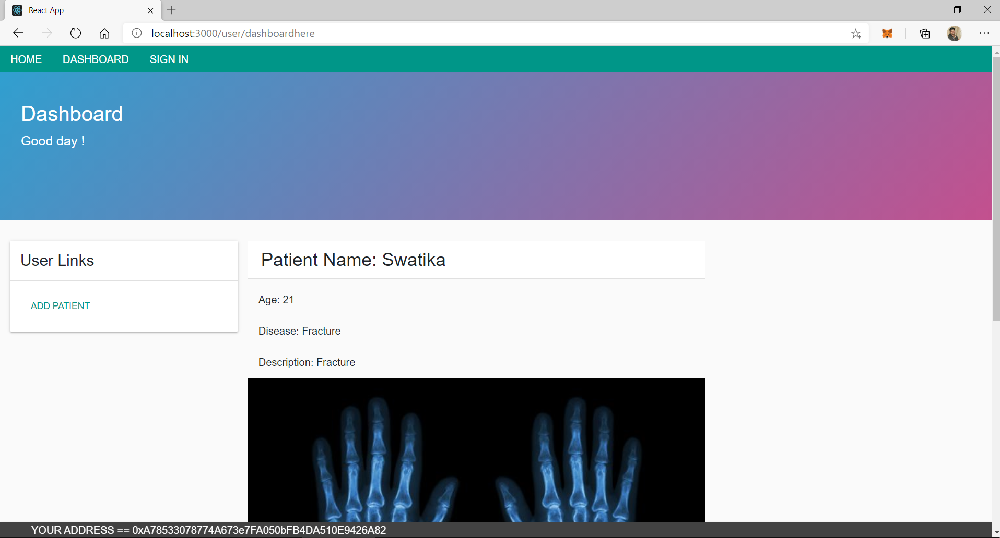 React App
localhost:3000/user/dashboardhere
HOME DASHBOARD SIGN IN
Dashboard
Good day !
User Links
ADD PATIENT
Patient Name: Swatika
Age: 21
Disease: Fracture
Description: Fracture
YOUR ADDRESS == 0xA78533078774A673e7FA050bFB4DA510E9426A82